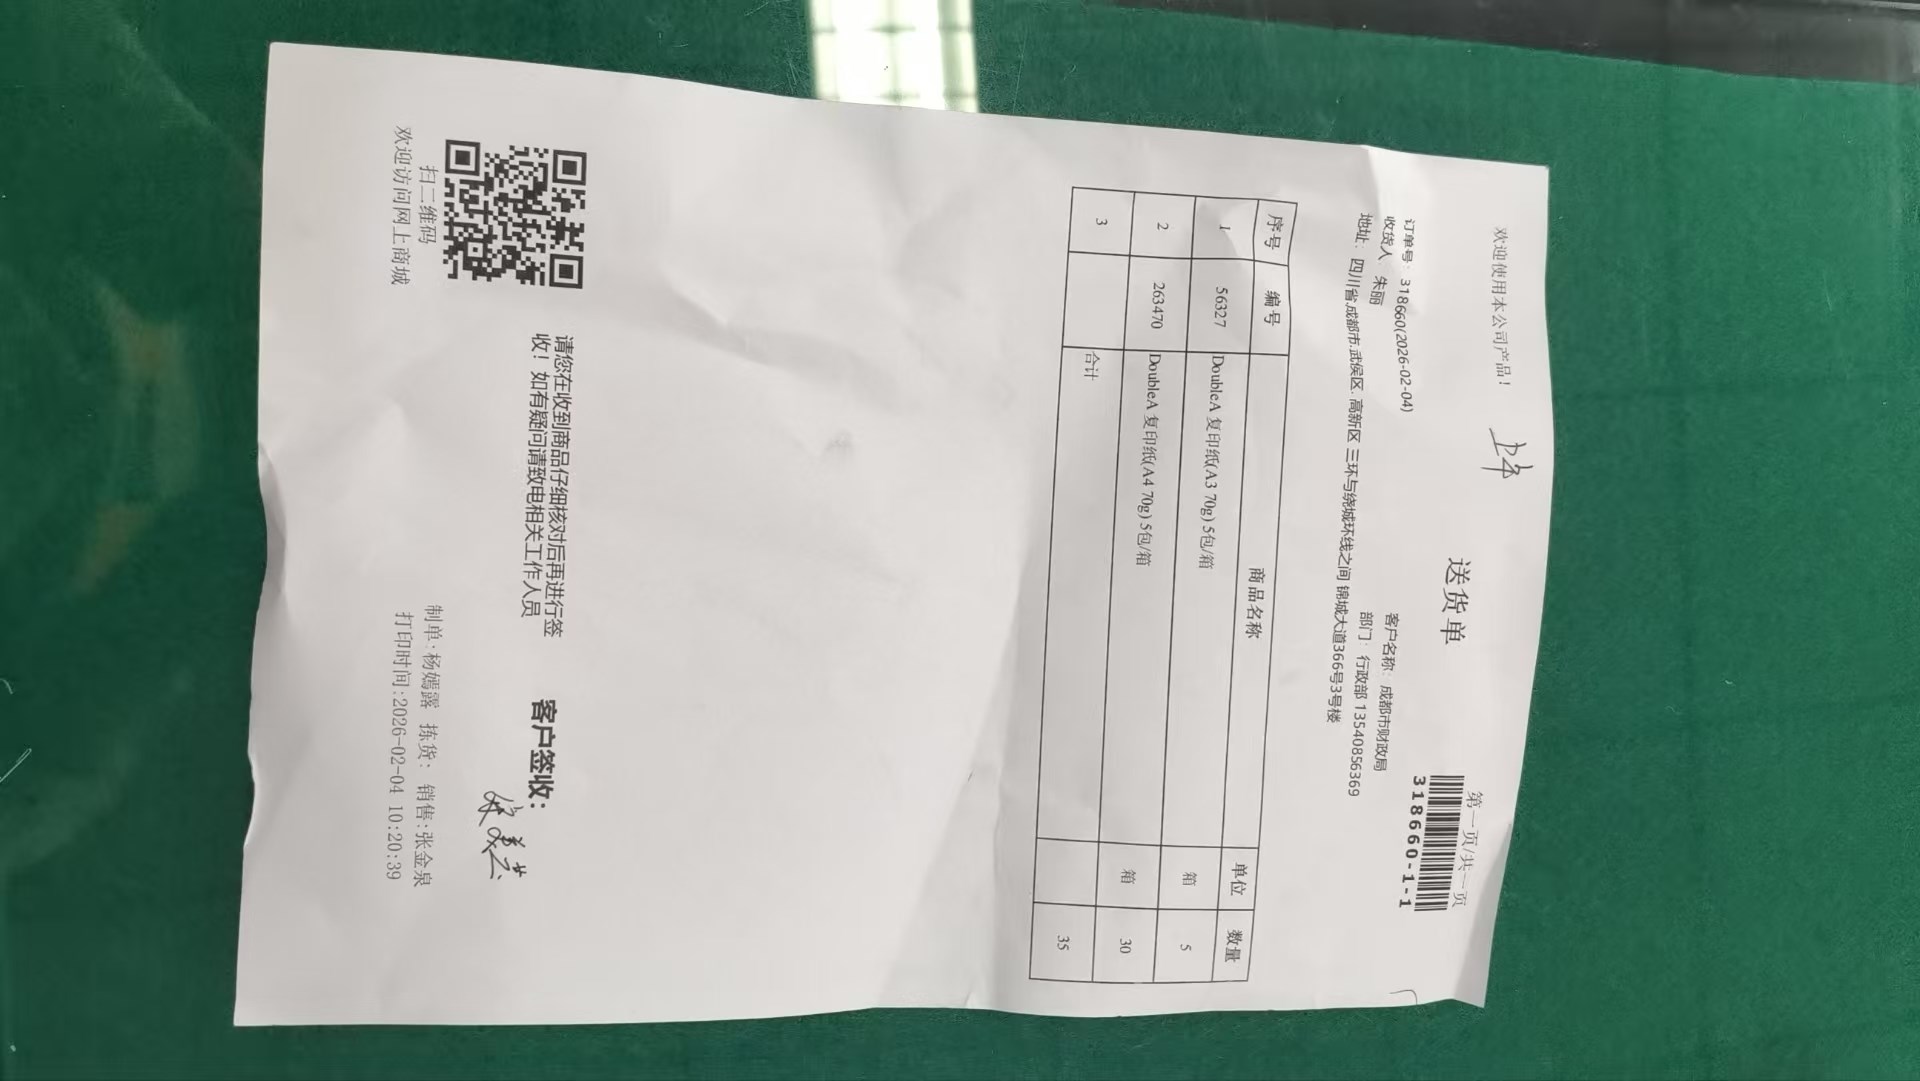 欢迎使用本公司产品！
上午
送货单
第一页/共一页
318660-1-1
订单号：318660(2026-02-04)
客户名称：成都市财政局
收货人：朱丽
部门：行政部 13540856369
地址：四川省,成都市,武侯区,高新区 三环与绕城环线之间 锦城大道366号3号楼
序号 编号 商品名称 单位 数量
1 56327 DoubleA 复印纸(A3 70g) 5包/箱 箱 5
2 263470 DoubleA 复印纸(A4 70g) 5包/箱 箱 30
3 合计 35
请您在收到商品仔细核对后再进行签
收！如有疑问请致电相关工作人员
客户签收：
扫二维码
欢迎访问网上商城
制单:杨嫣露 拣货: 销售:张金泉
打印时间:2026-02-04 10:20:39